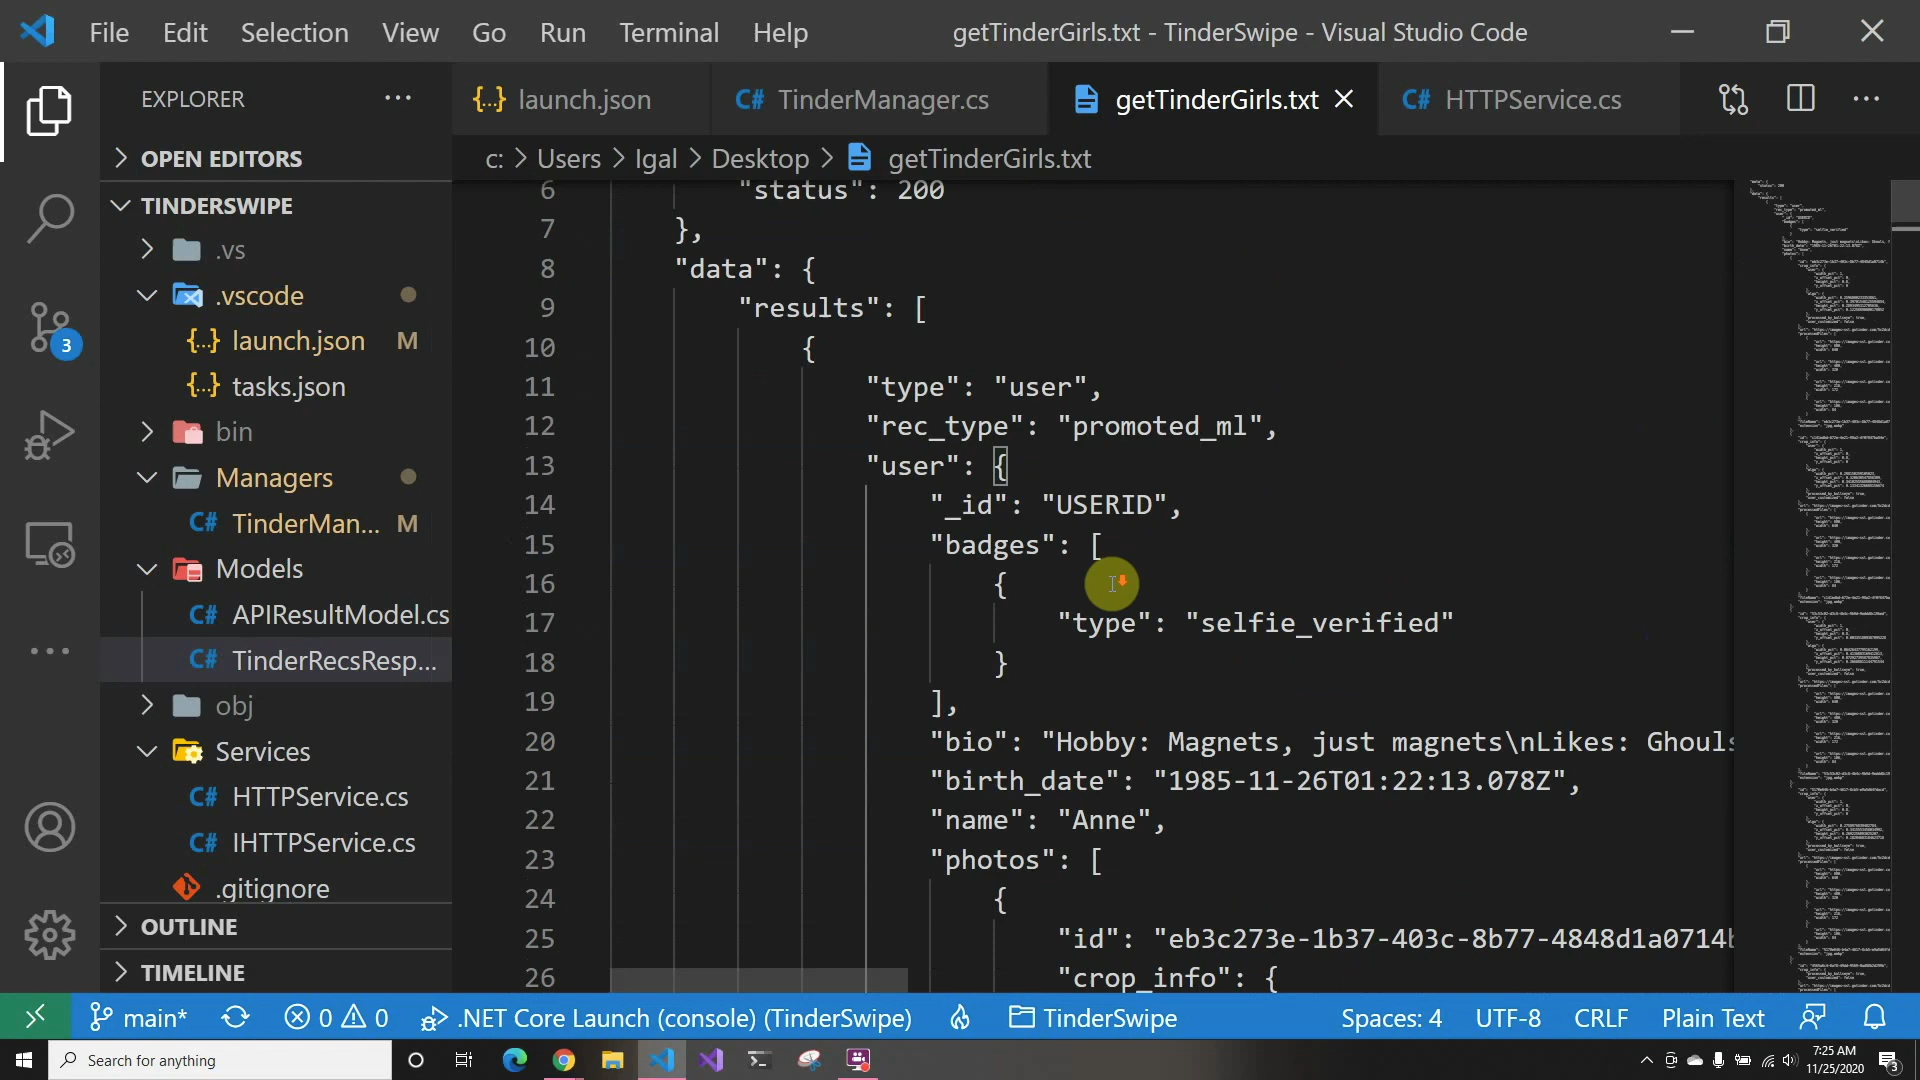 File Edit Selection View Go Run Terminal Help getTinderGirls.txt - TinderSwipe - Visual Studio Code
EXPLORER
{..} launch.json
C# TinderManager.cs
getTinderGirls.txt
C# HTTPService.cs
c: > Users > Igal > Desktop > getTinderGirls.txt
OPEN EDITORS
TINDERSWIPE
.vs
.vscode
{..} launch.json M
{..} tasks.json
bin
Managers
C# TinderMan... M
Models
C# APIResultModel.cs
C# TinderRecsResp...
obj
Services
C# HTTPService.cs
C# IHTTPService.cs
.gitignore
OUTLINE
TIMELINE
3
6 "status": 200
7 },
8 "data": {
9 "results": [
10 {
11 "type": "user",
12 "rec_type": "promoted_ml",
13 "user": {
14 "_id": "USERID",
15 "badges": [
16 {
17 "type": "selfie_verified"
18 }
19 ],
20 "bio": "Hobby: Magnets, just magnets\nLikes: Ghouls
21 "birth_date": "1985-11-26T01:22:13.078Z",
22 "name": "Anne",
23 "photos": [
24 {
25 "id": "eb3c273e-1b37-403c-8b77-4848d1a0714b
26 "crop_info": {
main* 0 0 .NET Core Launch (console) (TinderSwipe) TinderSwipe Spaces: 4 UTF-8 CRLF Plain Text
Search for anything
7:25 AM
11/25/2020
3